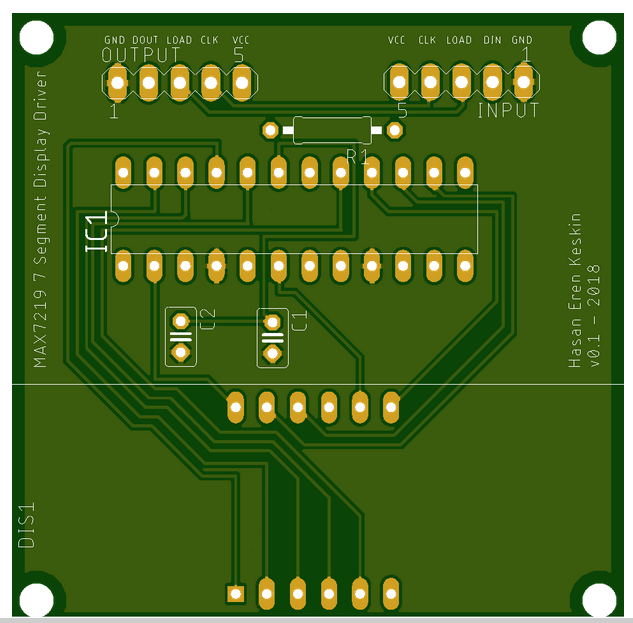 GND DOUT LOAD CLK VCC
VCC CLK LOAD DIN GND
OUTPUT 5
1
1
5 INPUT
R1
IC1
MAX7219 7 Segment Display Driver
C2
C1
Hasan Eren Keskin
v0.1 - 2018
DIS1